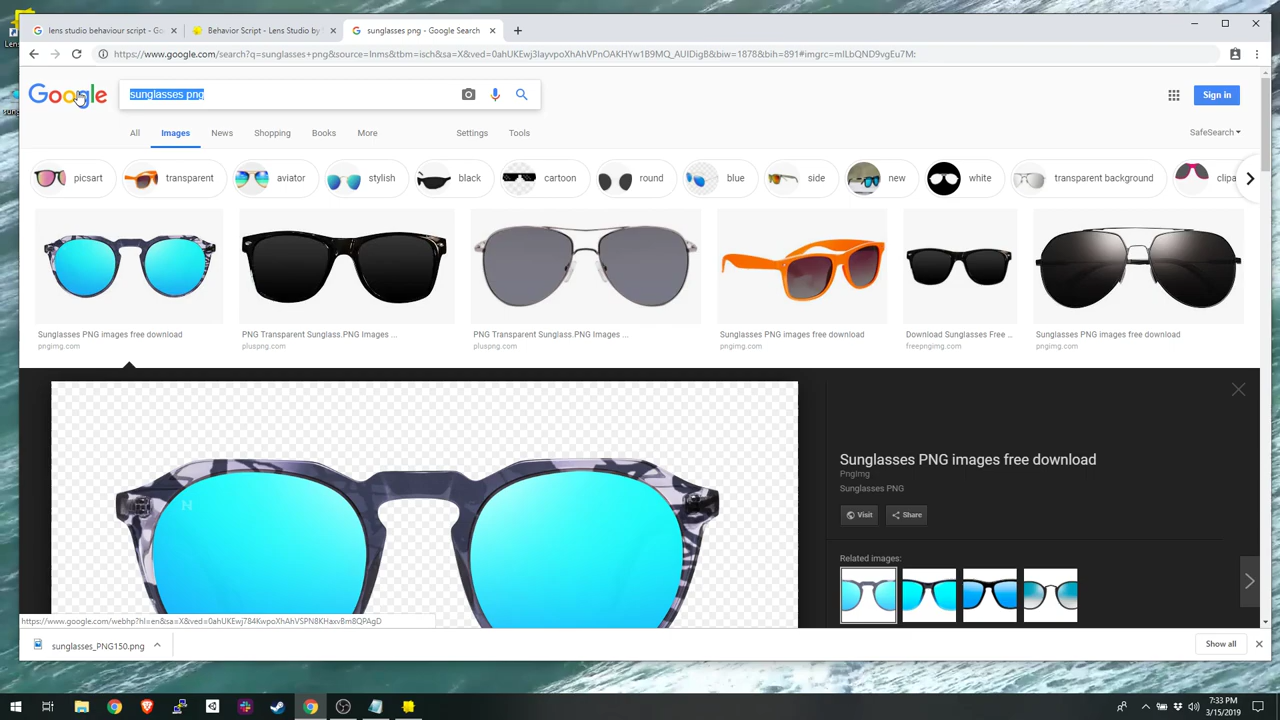 lens studio behaviour script - Go
Behavior Script - Lens Studio by S
sunglasses png - Google Search
https://www.google.com/search?q=sunglasses+png&source=lnms&tbm=isch&sa=X&ved=0ahUKEwj3IayvpoXhAhVPnOAKHYw1B9MQ_AUIDigB&biw=1878&bih=891#imgrc=mlLbQND9vgEu7M:
Google
sunglasses png
Sign in
All
Images
News
Shopping
Books
More
Settings
Tools
SafeSearch
picsart
transparent
aviator
stylish
black
cartoon
round
blue
side
new
white
transparent background
clipa
Sunglasses PNG images free download
pngimg.com
PNG Transparent Sunglass.PNG Images ...
pluspng.com
PNG Transparent Sunglass.PNG Images ...
pluspng.com
Sunglasses PNG images free download
pngimg.com
Download Sunglasses Free ...
freepngimg.com
Sunglasses PNG images free download
pngimg.com
Sunglasses PNG images free download
PngImg
Sunglasses PNG
Visit
Share
Related images:
https://www.google.com/webhp?hl=en&sa=X&ved=0ahUKEwj784KwpoXhAhVSPN8KHaxvBm8QPAgD
sunglasses_PNG150.png
Show all
7:33 PM
3/15/2019